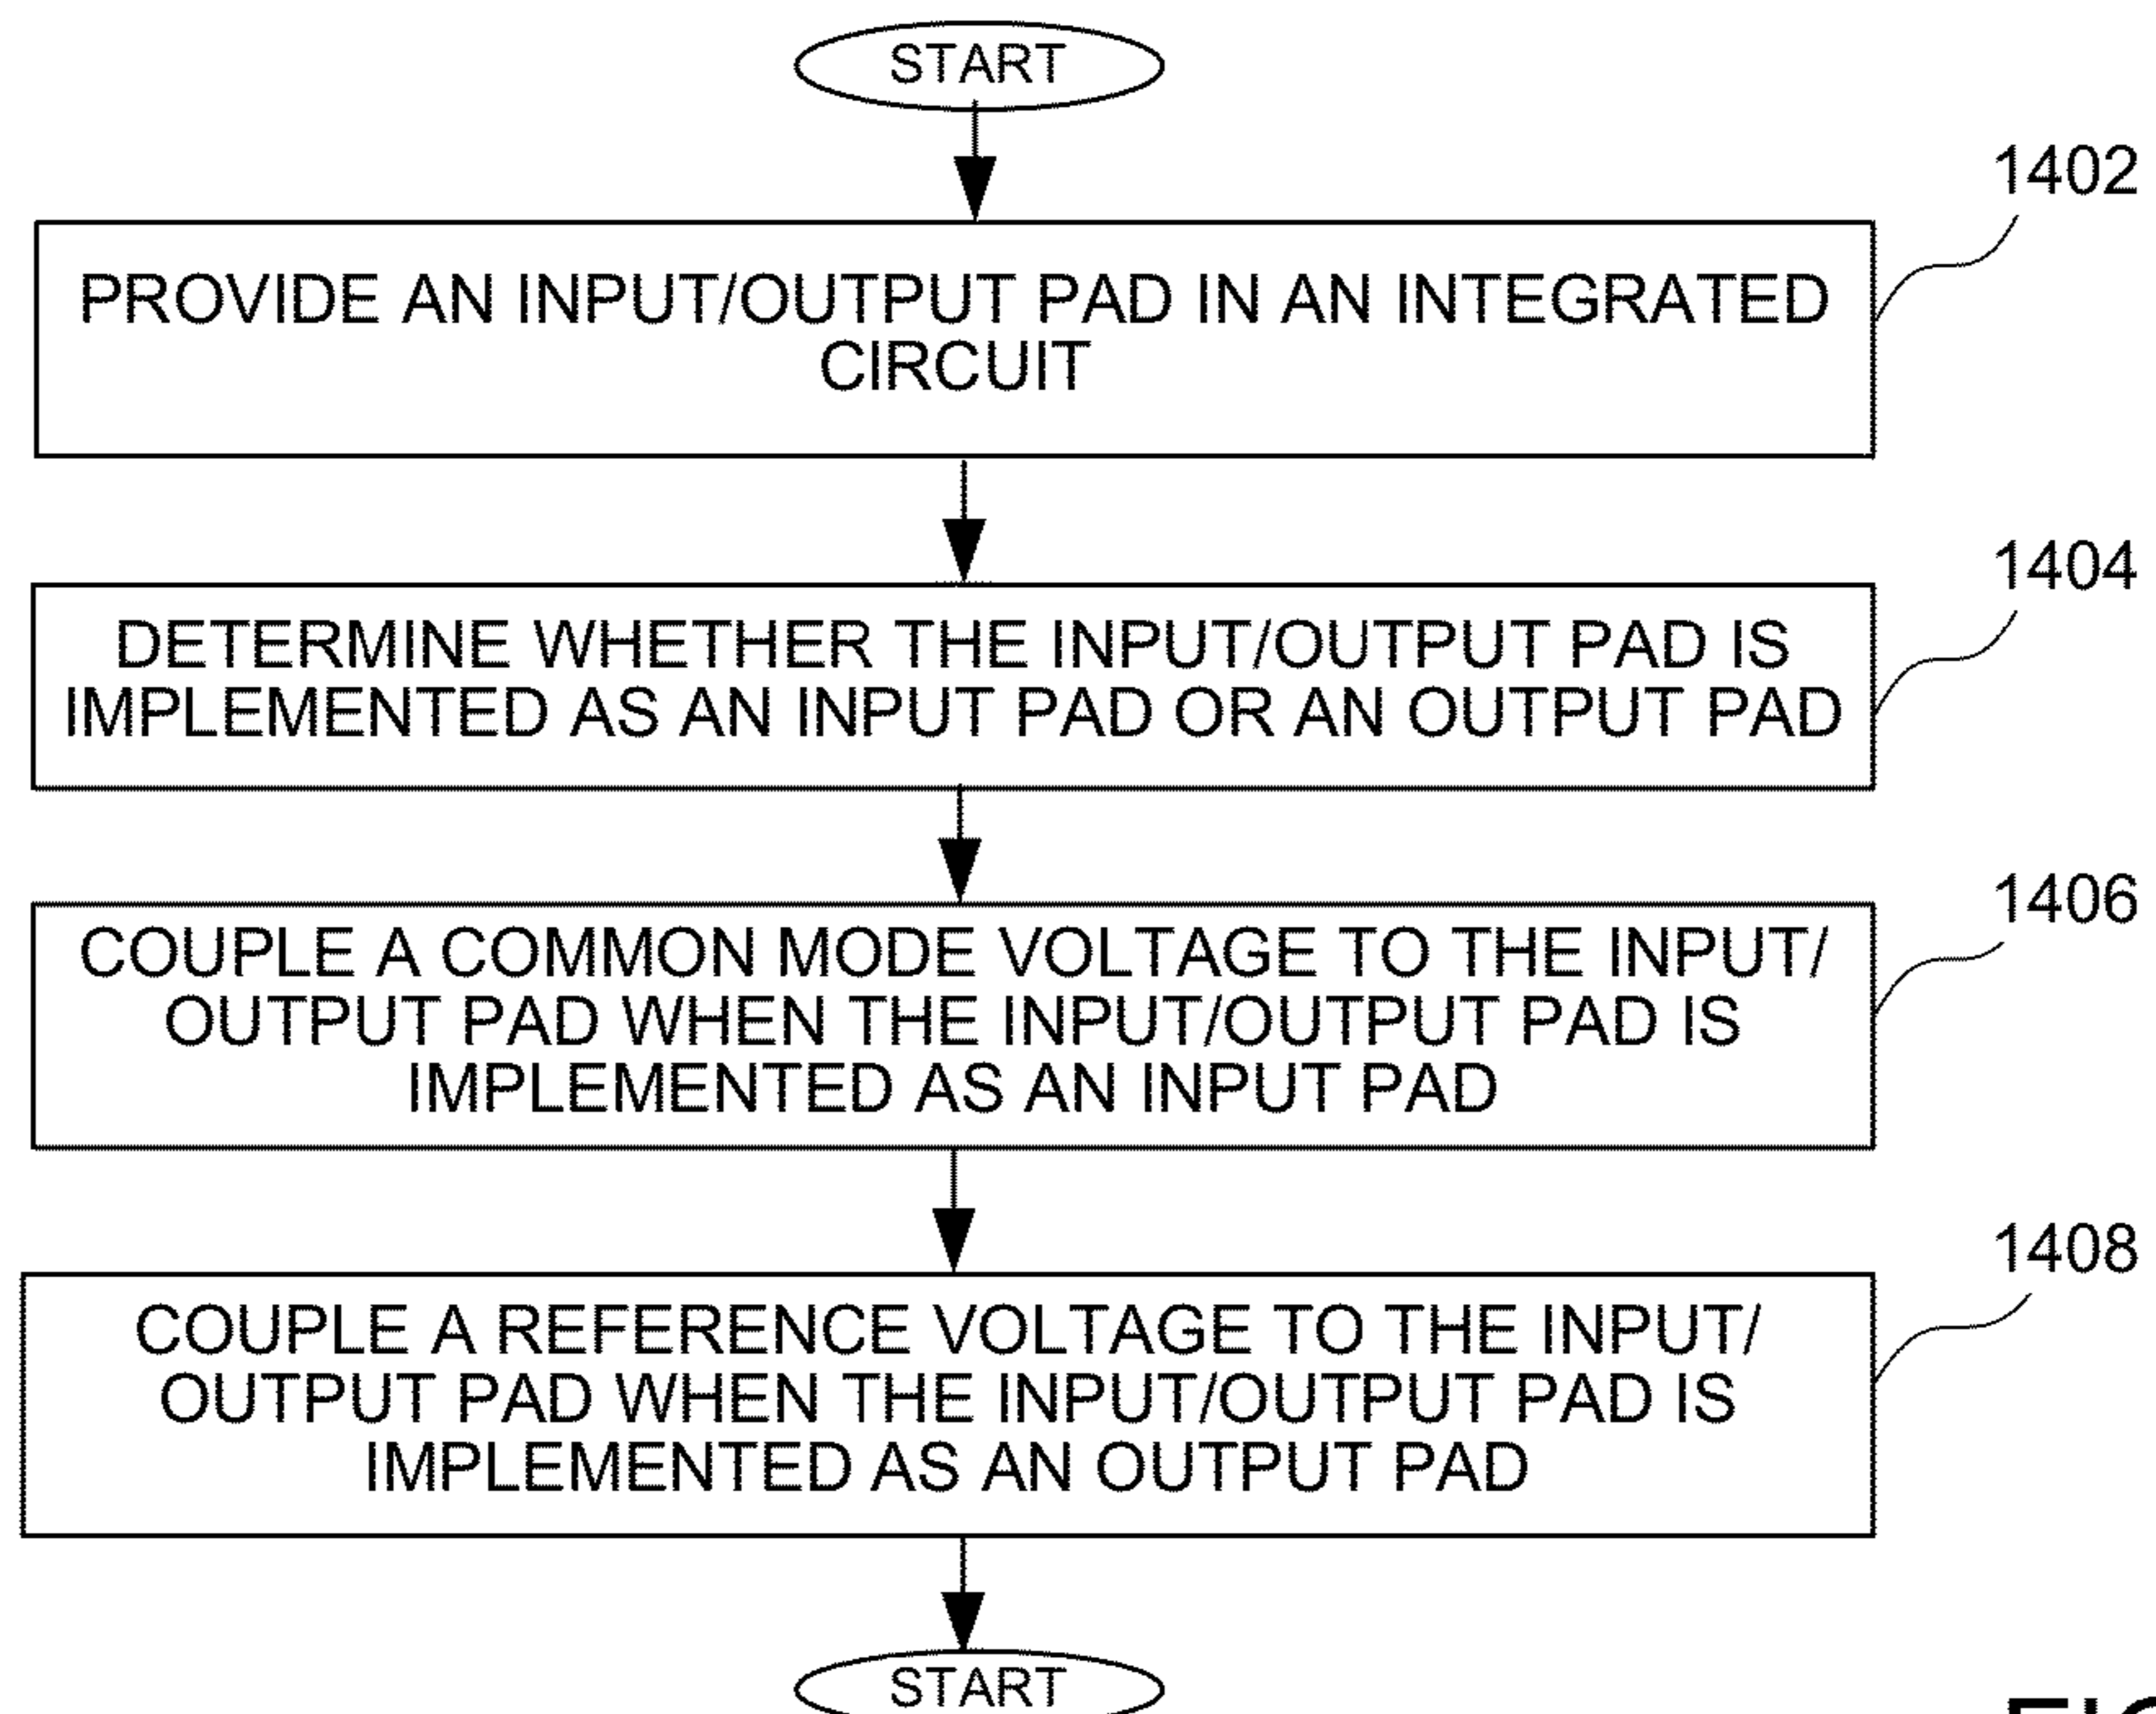 START
1402
PROVIDE AN INPUT/OUTPUT PAD IN AN INTEGRATED
CIRCUIT
1404
DETERMINE WHETHER THE INPUT/OUTPUT PAD IS
IMPLEMENTED AS AN INPUT PAD OR AN OUTPUT PAD
1406
COUPLE A COMMON MODE VOLTAGE TO THE INPUT/
OUTPUT PAD WHEN THE INPUT/OUTPUT PAD IS
IMPLEMENTED AS AN INPUT PAD
1408
COUPLE A REFERENCE VOLTAGE TO THE INPUT/
OUTPUT PAD WHEN THE INPUT/OUTPUT PAD IS
IMPLEMENTED AS AN OUTPUT PAD
START